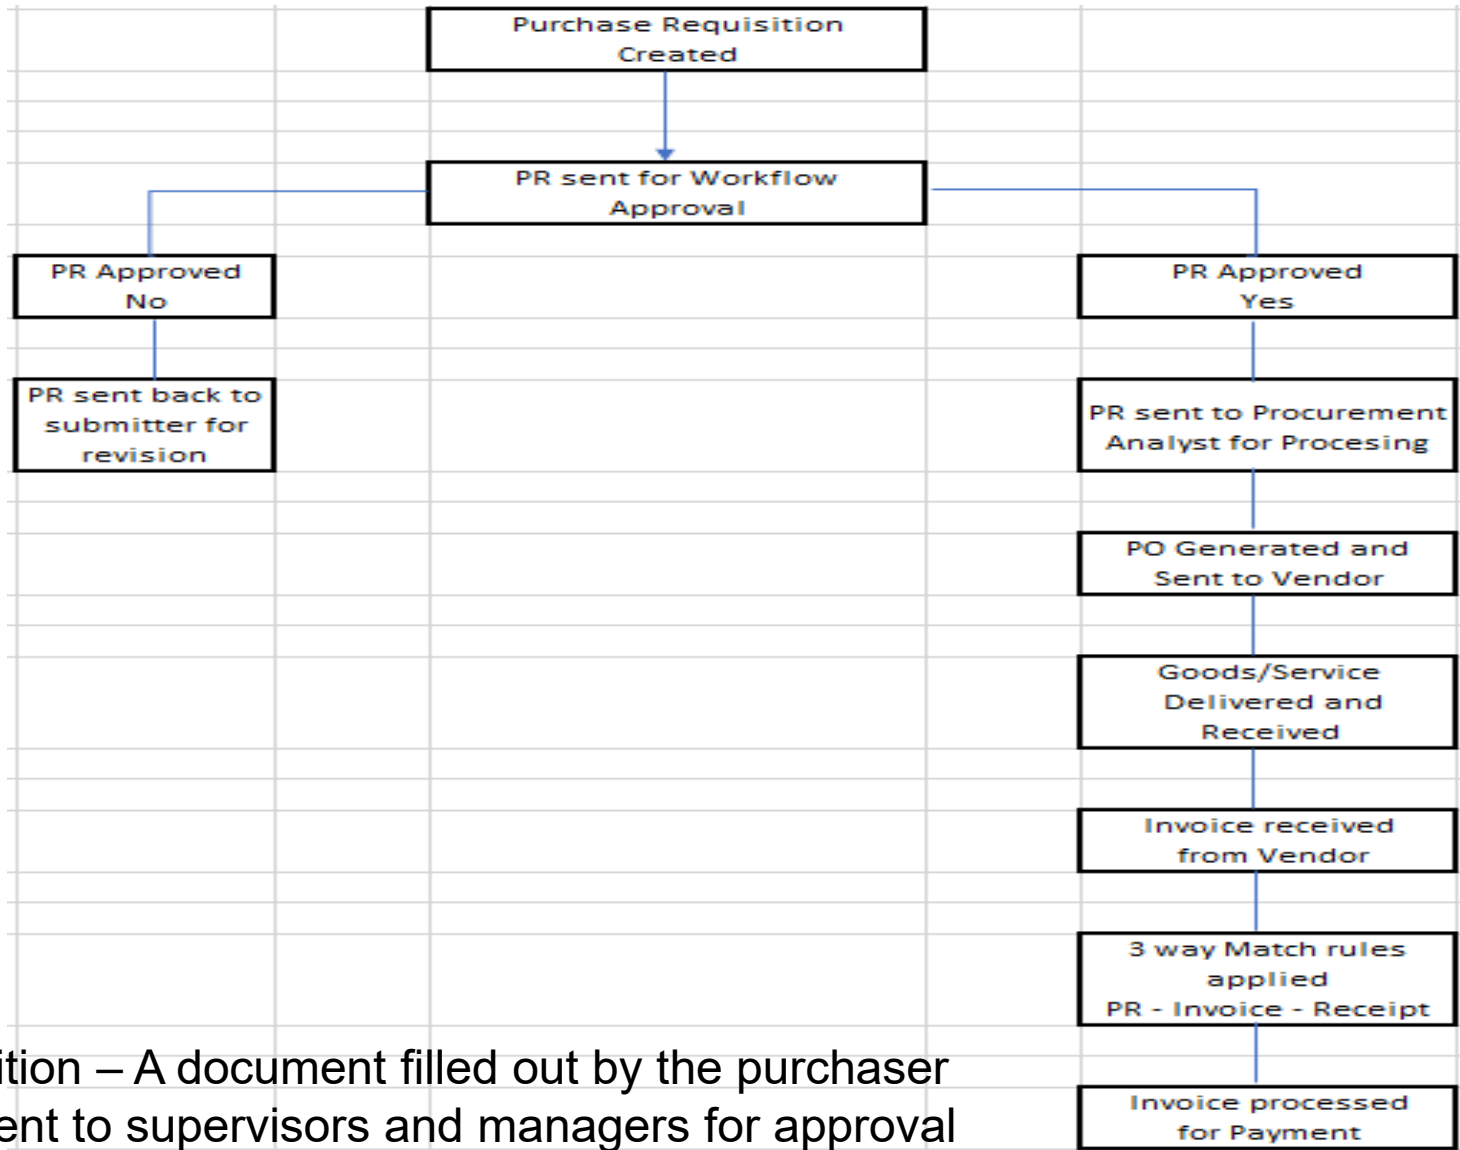 Purchase Requisition
Created
PR sent for Workflow
Approval
PR Approved
No
PR Approved
Yes
PR sent back to
submitter for
revision
PR sent to Procurement
Analyst for Procesing
PO Generated and
Sent to Vendor
Goods/Service
Delivered and
Received
Invoice received
from Vendor
3 way Match rules
applied
PR - Invoice - Receipt
ition – A document filled out by the purchaser
ent to supervisors and managers for approval
Invoice processed
for Payment